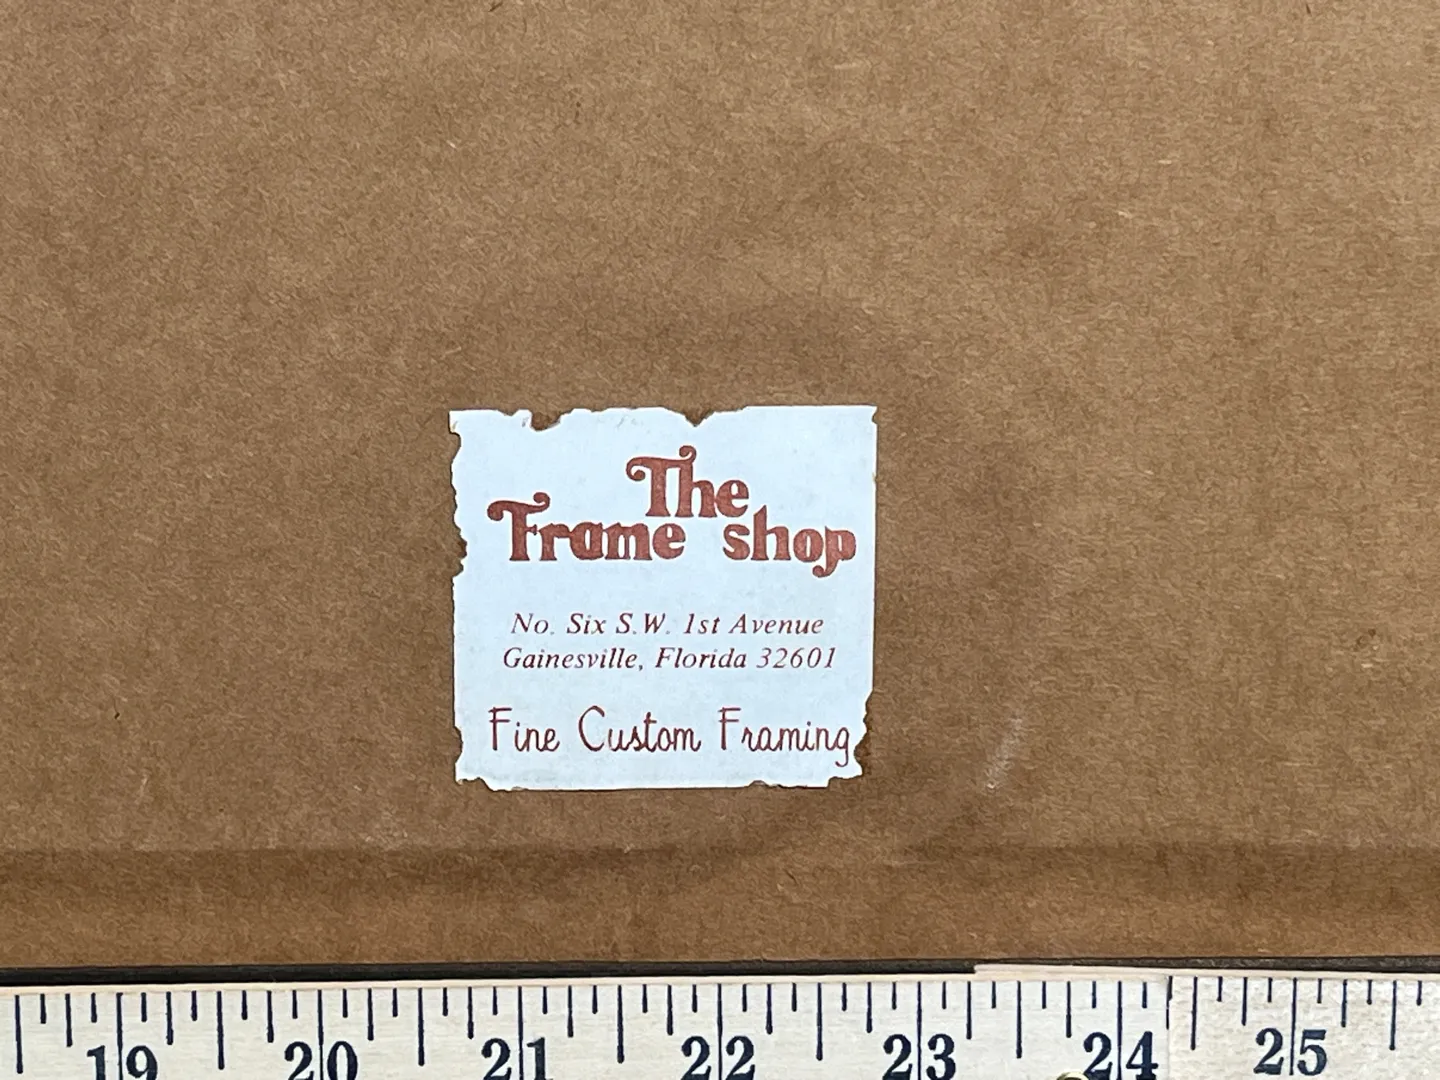 The
Frame shop
No. Six S.W. 1st Avenue
Gainesville, Florida 32601
Fine Custom Framing
19 20 21 22 23 24 25